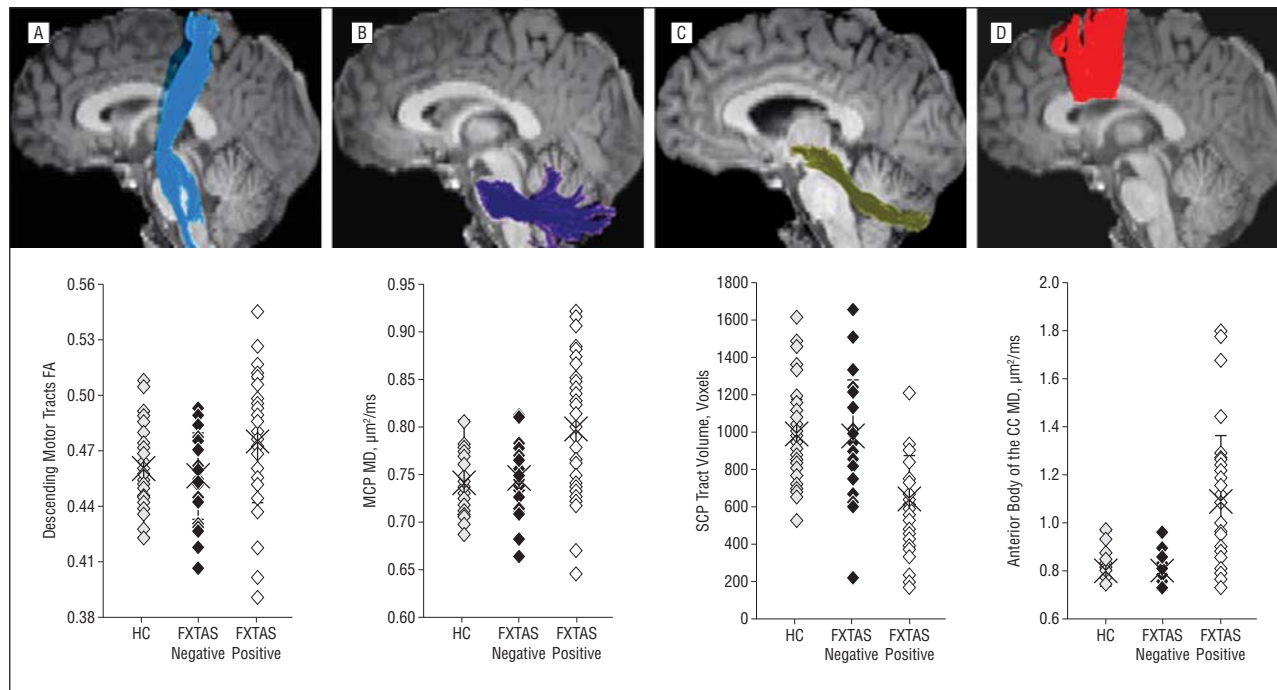 A
B
C
D
0.56
0.53
0.50
0.47
0.44
0.41
0.38
Descending Motor Tracts FA
HC
FXTAS
Negative
FXTAS
Positive
0.95
0.90
0.85
0.80
0.75
0.70
0.65
0.60
MCP MD, μm²/ms
HC
FXTAS
Negative
FXTAS
Positive
1800
1600
1400
1200
1000
800
600
400
200
0
SCP Tract Volume, Voxels
HC
FXTAS
Negative
FXTAS
Positive
2.0
1.8
1.6
1.4
1.2
1.0
0.8
0.6
Anterior Body of the CC MD, μm²/ms
HC
FXTAS
Negative
FXTAS
Positive